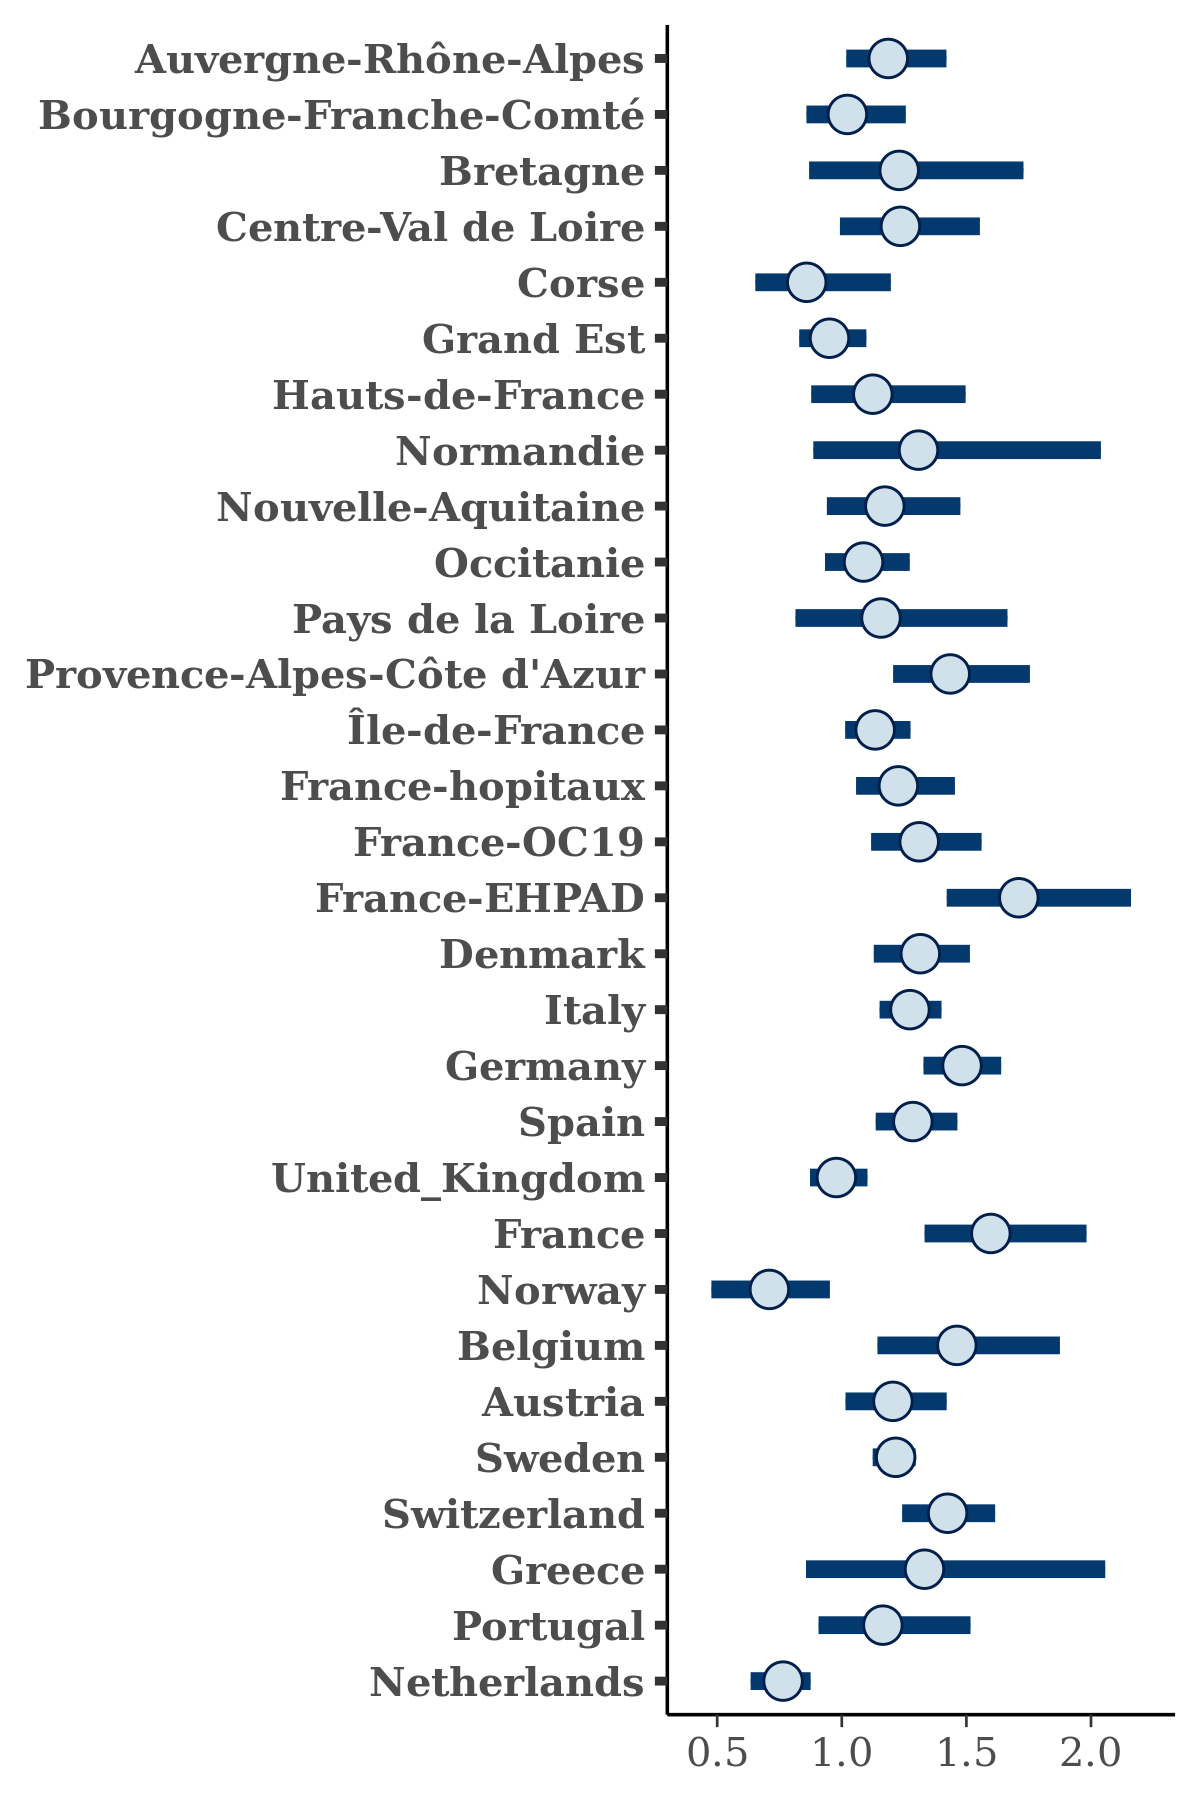 Auvergne-Rhône-Alpes
Bourgogne-Franche-Comté
Bretagne
Centre-Val de Loire
Corse
Grand Est
Hauts-de-France
Normandie
Nouvelle-Aquitaine
Occitanie
Pays de la Loire
Provence-Alpes-Côte d'Azur
Île-de-France
France-hopitaux
France-OC19
France-EHPAD
Denmark
Italy
Germany
Spain
United_Kingdom
France
Norway
Belgium
Austria
Sweden
Switzerland
Greece
Portugal
Netherlands
0.5 1.0 1.5 2.0